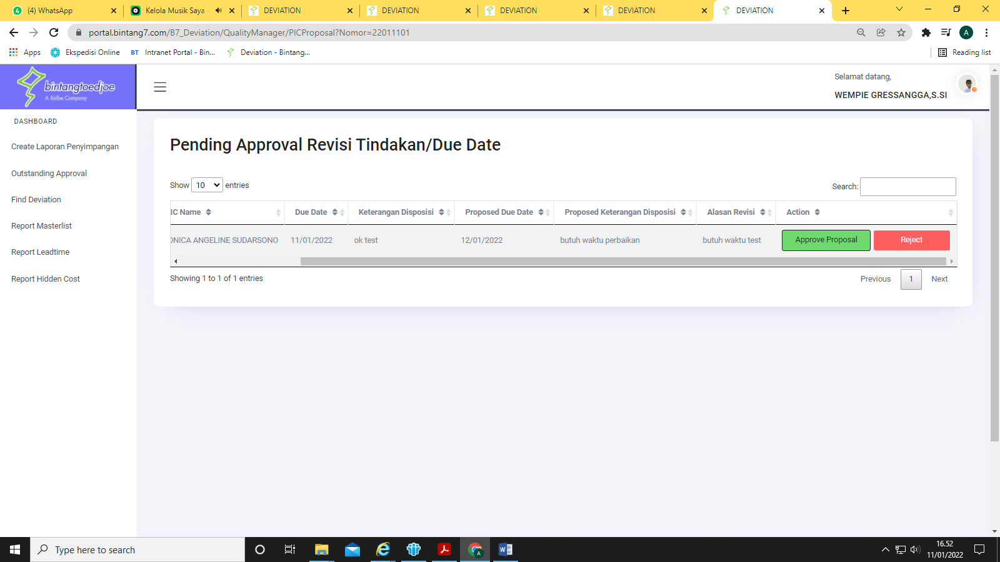 (4) WhatsApp
Kelola Musik Saya -
DEVIATION
DEVIATION
DEVIATION
DEVIATION
DEVIATION
portal.bintang7.com/B7_Deviation/QualityManager/PICProposal?Nomor=22011101
A
Apps
Ekspedisi Online
BT Intranet Portal - Bin...
Deviation - Bintang...
Reading list
bintangtoedjoe
A Kalbe Company
Selamat datang,
WEMPIE GRESSANGGA,S.SI
DASHBOARD
Create Laporan Penyimpangan
Outstanding Approval
Find Deviation
Report Masterlist
Report Leadtime
Report Hidden Cost
Pending Approval Revisi Tindakan/Due Date
Show 10 entries
Search:
IC Name Due Date Keterangan Disposisi Proposed Due Date Proposed Keterangan Disposisi Alasan Revisi Action
ONICA ANGELINE SUDARSONO 11/01/2022 ok test 12/01/2022 butuh waktu perbaikan butuh waktu test Approve Proposal Reject
Showing 1 to 1 of 1 entries
Previous 1 Next
Type here to search
16.52
11/01/2022